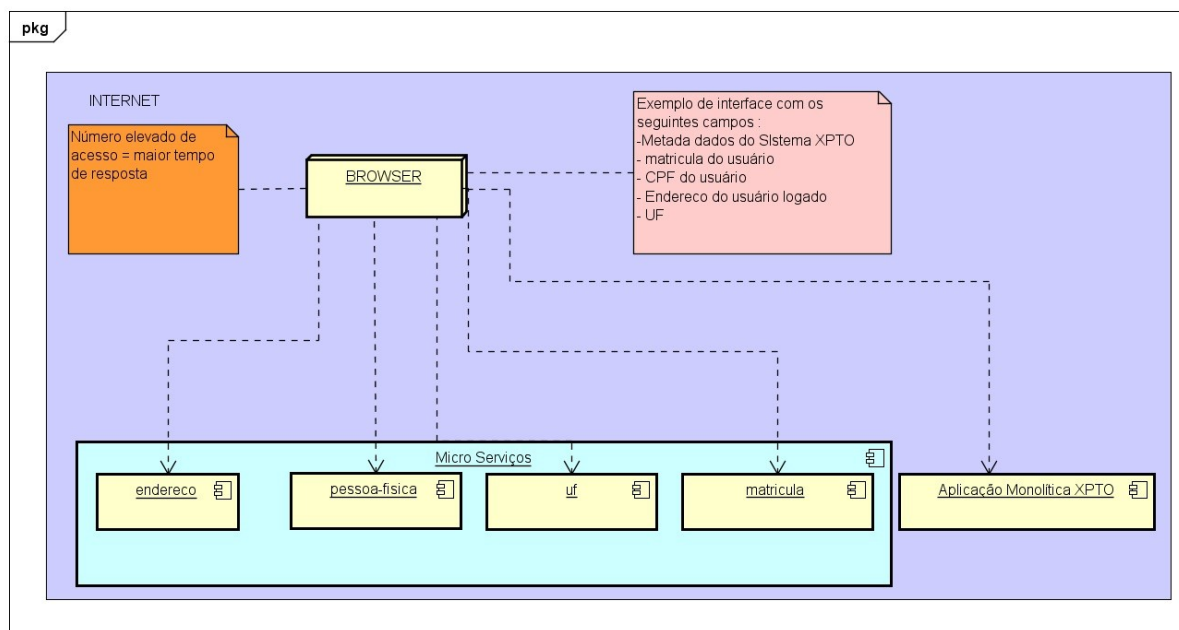 pkg
INTERNET
Número elevado de
acesso = maior tempo
de resposta
BROWSER
Exemplo de interface com os
seguintes campos :
-Metada dados do SIstema XPTO
- matricula do usuário
- CPF do usuário
- Endereco do usuário logado
- UF
Micro Serviços
endereco
pessoa-fisica
uf
matricula
Aplicação Monolítica XPTO